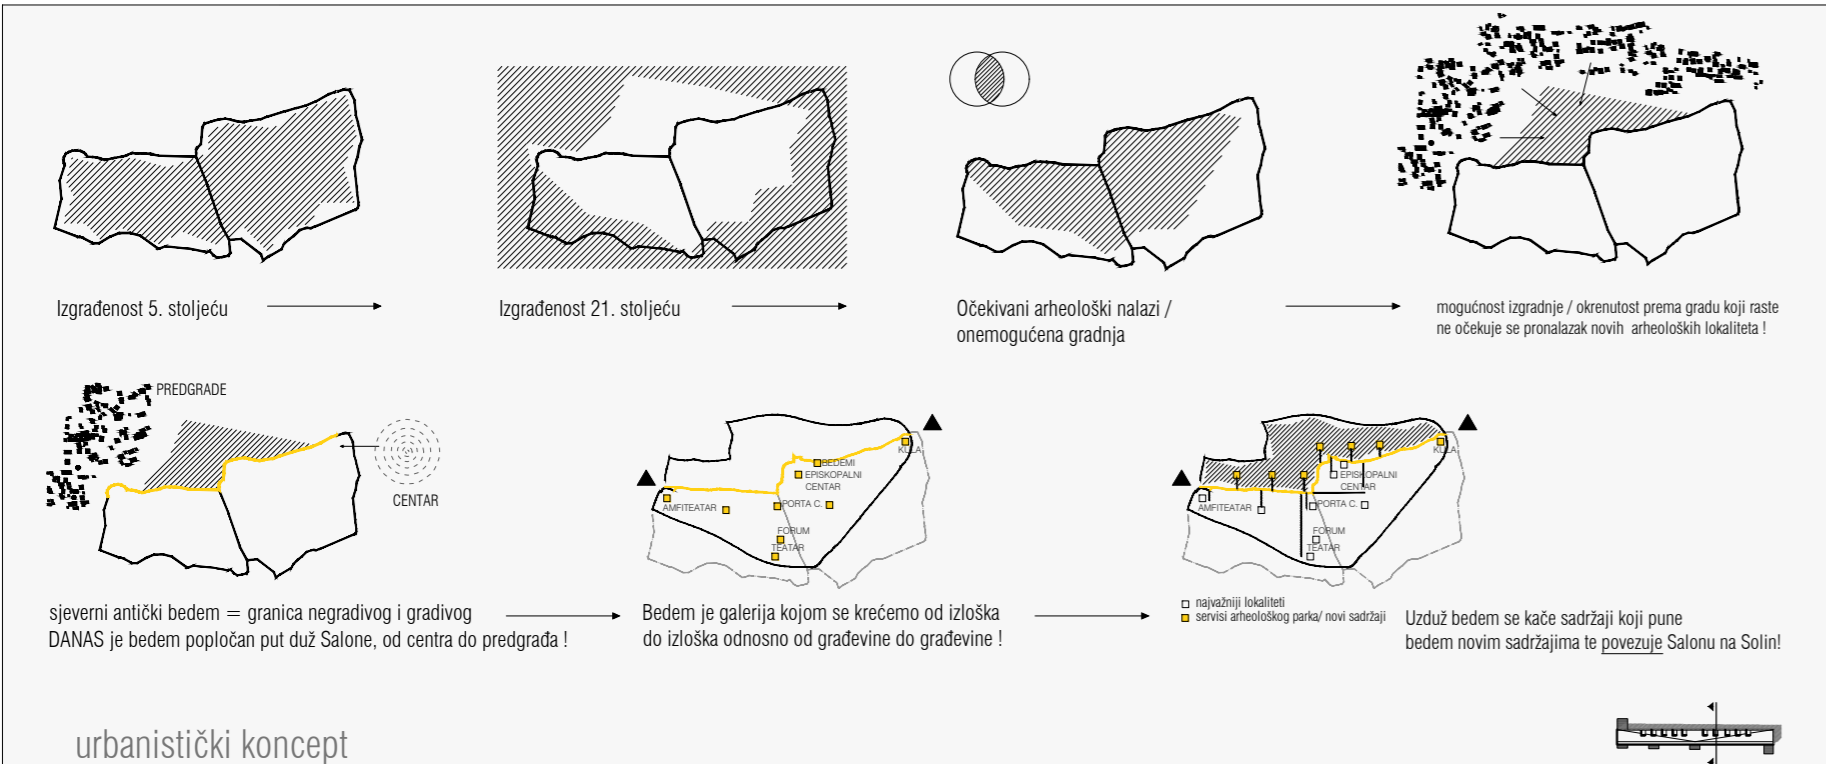 Izgrađenost 5. stoljeću
Izgrađenost 21. stoljeću
Očekivani arheološki nalazi /
onemogućena gradnja
mogućnost izgradnje / okrenutost prema gradu koji raste
ne očekuje se pronalazak novih arheoloških lokaliteta !
PREDGRADE
CENTAR
sjeverni antički bedem = granica negradivog i gradivog
DANAS je bedem popločan put duž Salone, od centra do predgrađa !
KULA
BEDEMI
EPISKOPALNI
CENTAR
AMFITEATAR
PORTA C.
FORUM
TEATAR
Bedem je galerija kojom se krećemo od izloška
do izloška odnosno od građevine do građevine !
KULA
EPISKOPALNI
CENTAR
AMFITEATAR
PORTA C.
FORUM
TEATAR
najvažniji lokaliteti
servisi arheološkog parka/ novi sadržaji
Uzduž bedem se kače sadržaji koji pune
bedem novim sadržajima te povezuje Salonu na Solin!
urbanistički koncept